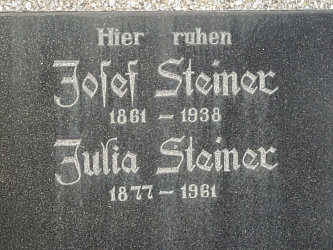 Hier ruhen
Josef Steiner
1861 - 1938
Julia Steiner
1877 - 1961